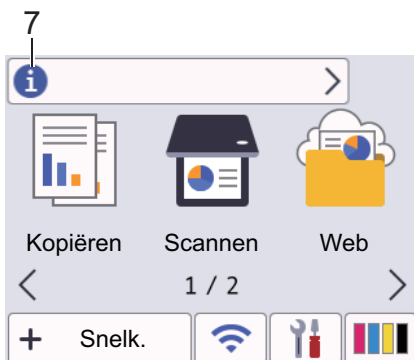 7
i
Kopiëren Scannen Web
< 1 / 2 >
+ Snelk.